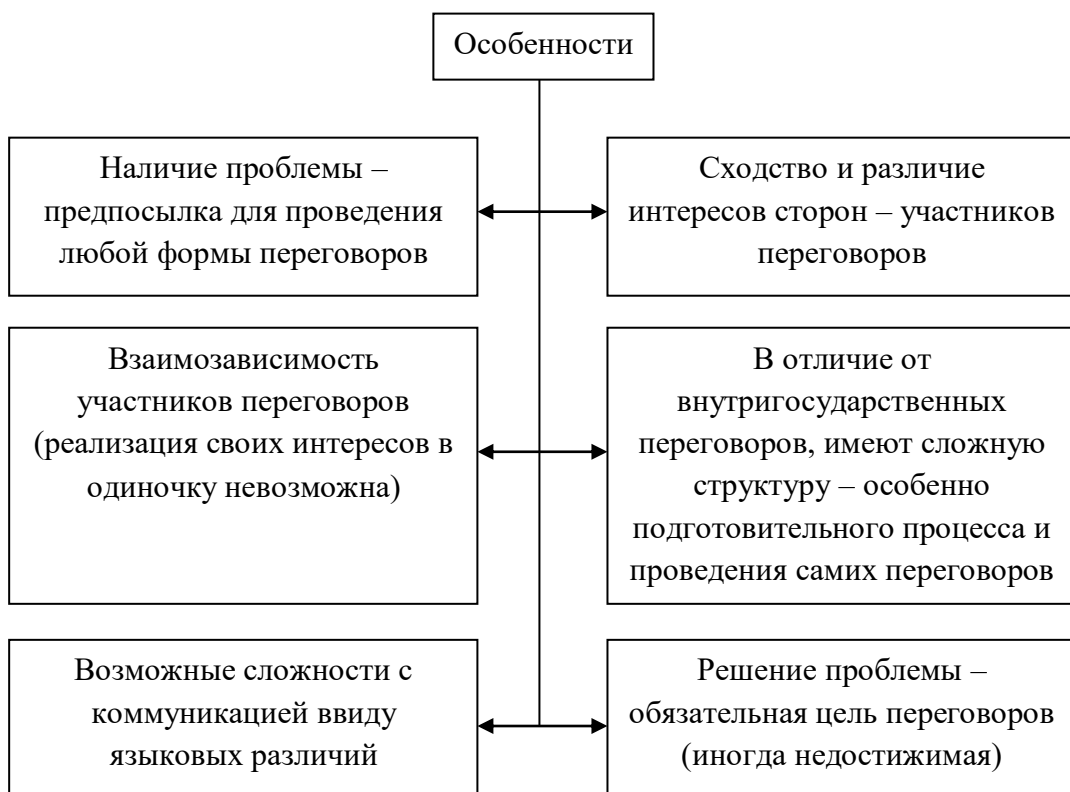 Особенности
Наличие проблемы –
предпосылка для проведения
любой формы переговоров
Сходство и различие
интересов сторон – участников
переговоров
Взаимозависимость
участников переговоров
(реализация своих интересов в
одиночку невозможна)
В отличие от
внутригосударственных
переговоров, имеют сложную
структуру – особенно
подготовительного процесса и
проведения самих переговоров
Возможные сложности с
коммуникацией ввиду
языковых различий
Решение проблемы –
обязательная цель переговоров
(иногда недостижимая)